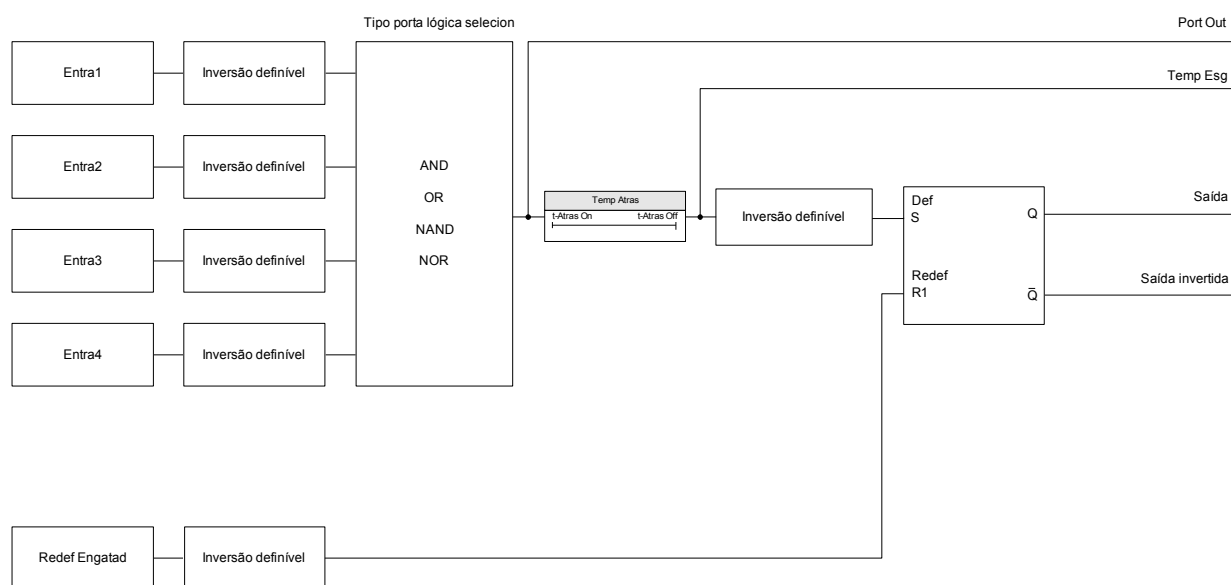 Tipo porta lógica selecion
Port Out
Entra1
Inversão definível
Temp Esg
Entra2
Inversão definível
AND
OR
NAND
NOR
Temp Atras
t-Atras On
t-Atras Off
Inversão definível
Def
S
Q
Saída
Entra3
Inversão definível
Redef
R1
Q̅
Saída invertida
Entra4
Inversão definível
Redef Engatad
Inversão definível